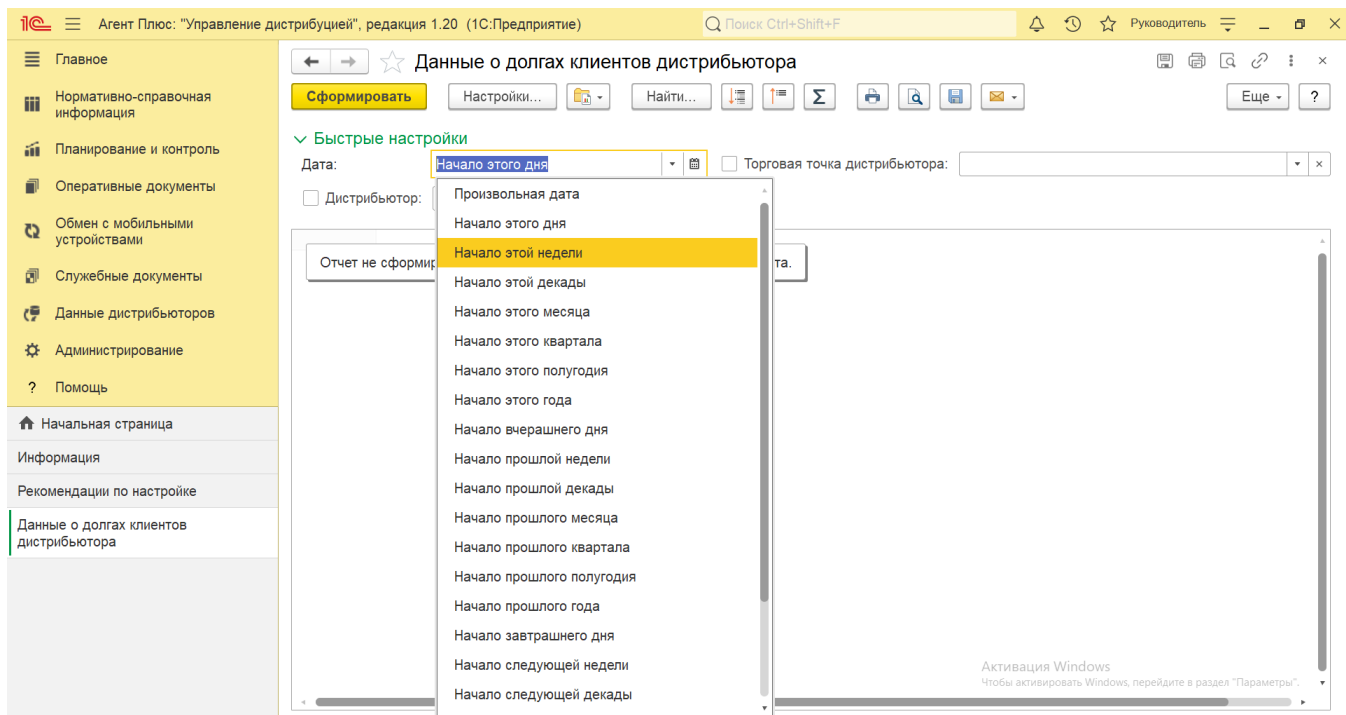 Агент Плюс: "Управление дистрибуцией", редакция 1.20 (1С:Предприятие)
Поиск Ctrl+Shift+F
Руководитель
Главное
Нормативно-справочная
информация
Планирование и контроль
Оперативные документы
Обмен с мобильными
устройствами
Служебные документы
Данные дистрибьюторов
Администрирование
? Помощь
Начальная страница
Информация
Рекомендации по настройке
Данные о долгах клиентов
дистрибьютора
Данные о долгах клиентов дистрибьютора
Сформировать
Настройки...
Найти...
Еще
?
Быстрые настройки
Дата:
Начало этого дня
Торговая точка дистрибьютора:
Дистрибьютор:
Отчет не сформир
та.
Произвольная дата
Начало этого дня
Начало этой недели
Начало этой декады
Начало этого месяца
Начало этого квартала
Начало этого полугодия
Начало этого года
Начало вчерашнего дня
Начало прошлой недели
Начало прошлой декады
Начало прошлого месяца
Начало прошлого квартала
Начало прошлого полугодия
Начало прошлого года
Начало завтрашнего дня
Начало следующей недели
Начало следующей декады
Активация Windows
Чтобы активировать Windows, перейдите в раздел "Параметры".